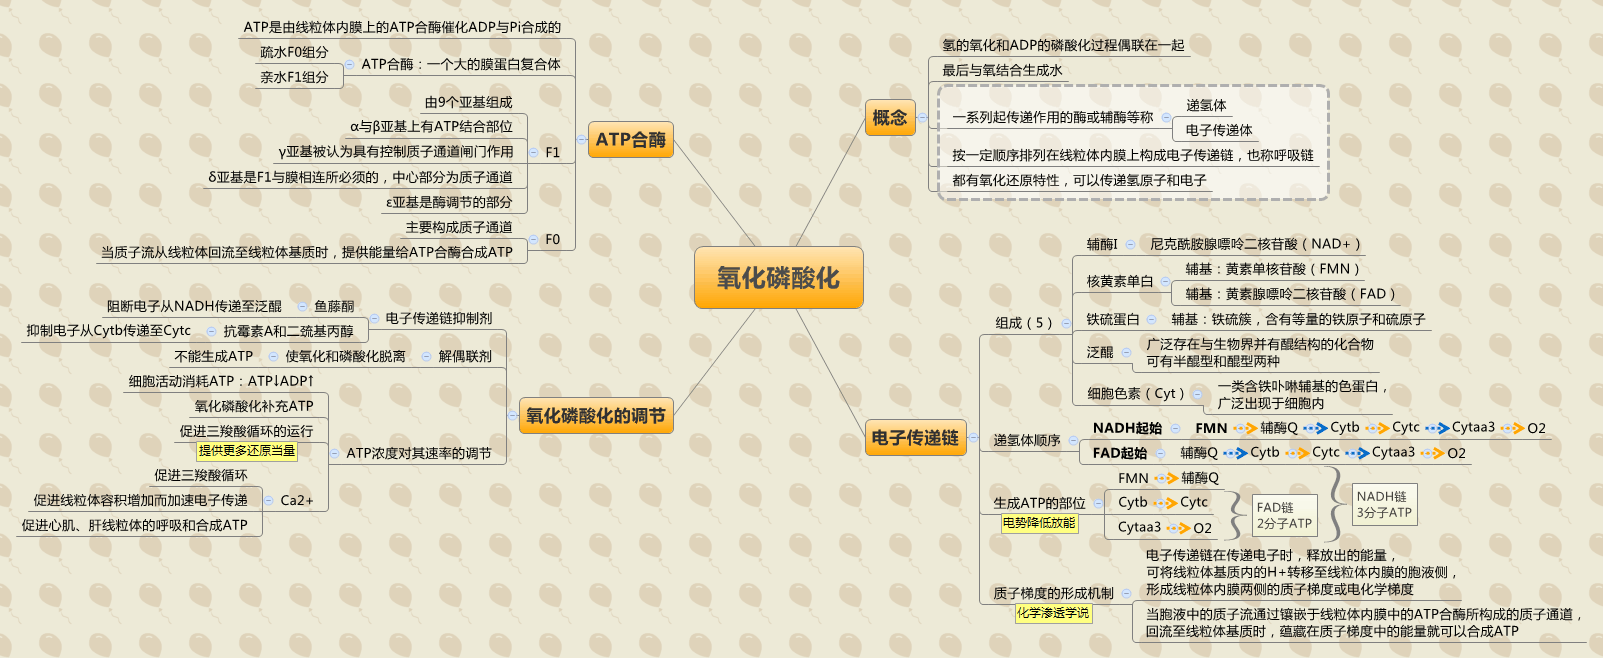 氧化磷酸化
概念
氢的氧化和ADP的磷酸化过程偶联在一起
最后与氧结合生成水
一系列起传递作用的酶或辅酶等称
递氢体
电子传递体
按一定顺序排列在线粒体内膜上构成电子传递链，也称呼吸链
都有氧化还原特性，可以传递氢原子和电子
电子传递链
组成（5）
辅酶I
尼克酰胺腺嘌呤二核苷酸（NAD+）
核黄素单白
辅基：黄素单核苷酸（FMN）
辅基：黄素腺嘌呤二核苷酸（FAD）
铁硫蛋白
辅基：铁硫簇，含有等量的铁原子和硫原子
泛醌
广泛存在与生物界并有醌结构的化合物
可有半醌型和醌型两种
细胞色素（Cyt）
一类含铁卟啉辅基的色蛋白，
广泛出现于细胞内
递氢体顺序
NADH起始
FMN 辅酶Q Cytb Cytc Cytaa3 O2
FAD起始
辅酶Q Cytb Cytc Cytaa3 O2
生成ATP的部位
电势降低放能
FMN 辅酶Q
Cytb Cytc
Cytaa3 O2
FAD链
2分子ATP
NADH链
3分子ATP
质子梯度的形成机制
化学渗透学说
电子传递链在传递电子时，释放出的能量，
可将线粒体基质内的H+转移至线粒体内膜的胞液侧，
形成线粒体内膜两侧的质子梯度或电化学梯度
当胞液中的质子流通过镶嵌于线粒体内膜中的ATP合酶所构成的质子通道，
回流至线粒体基质时，蕴藏在质子梯度中的能量就可以合成ATP
ATP合酶
ATP是由线粒体内膜上的ATP合酶催化ADP与Pi合成的
ATP合酶：一个大的膜蛋白复合体
疏水F0组分
亲水F1组分
F1
由9个亚基组成
α与β亚基上有ATP结合部位
γ亚基被认为具有控制质子通道闸门作用
δ亚基是F1与膜相连所必须的，中心部分为质子通道
ε亚基是酶调节的部分
F0
主要构成质子通道
当质子流从线粒体回流至线粒体基质时，提供能量给ATP合酶合成ATP
氧化磷酸化的调节
电子传递链抑制剂
鱼藤酮
阻断电子从NADH传递至泛醌
抗霉素A和二巯基丙醇
抑制电子从Cytb传递至Cytc
解偶联剂
使氧化和磷酸化脱离
不能生成ATP
ATP浓度对其速率的调节
细胞活动消耗ATP：ATP↓ADP↑
氧化磷酸化补充ATP
促进三羧酸循环的运行
提供更多还原当量
Ca2+
促进三羧酸循环
促进线粒体容积增加而加速电子传递
促进心肌、肝线粒体的呼吸和合成ATP